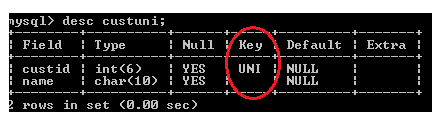 mysql> desc custuni;
+--------+----------+------+-----+---------+-------+
| Field | Type | Null | Key | Default | Extra |
+--------+----------+------+-----+---------+-------+
| custid | int(6) | YES | UNI | NULL | |
| name | char(10) | YES | | NULL | |
+--------+----------+------+-----+---------+-------+
2 rows in set (0.00 sec)